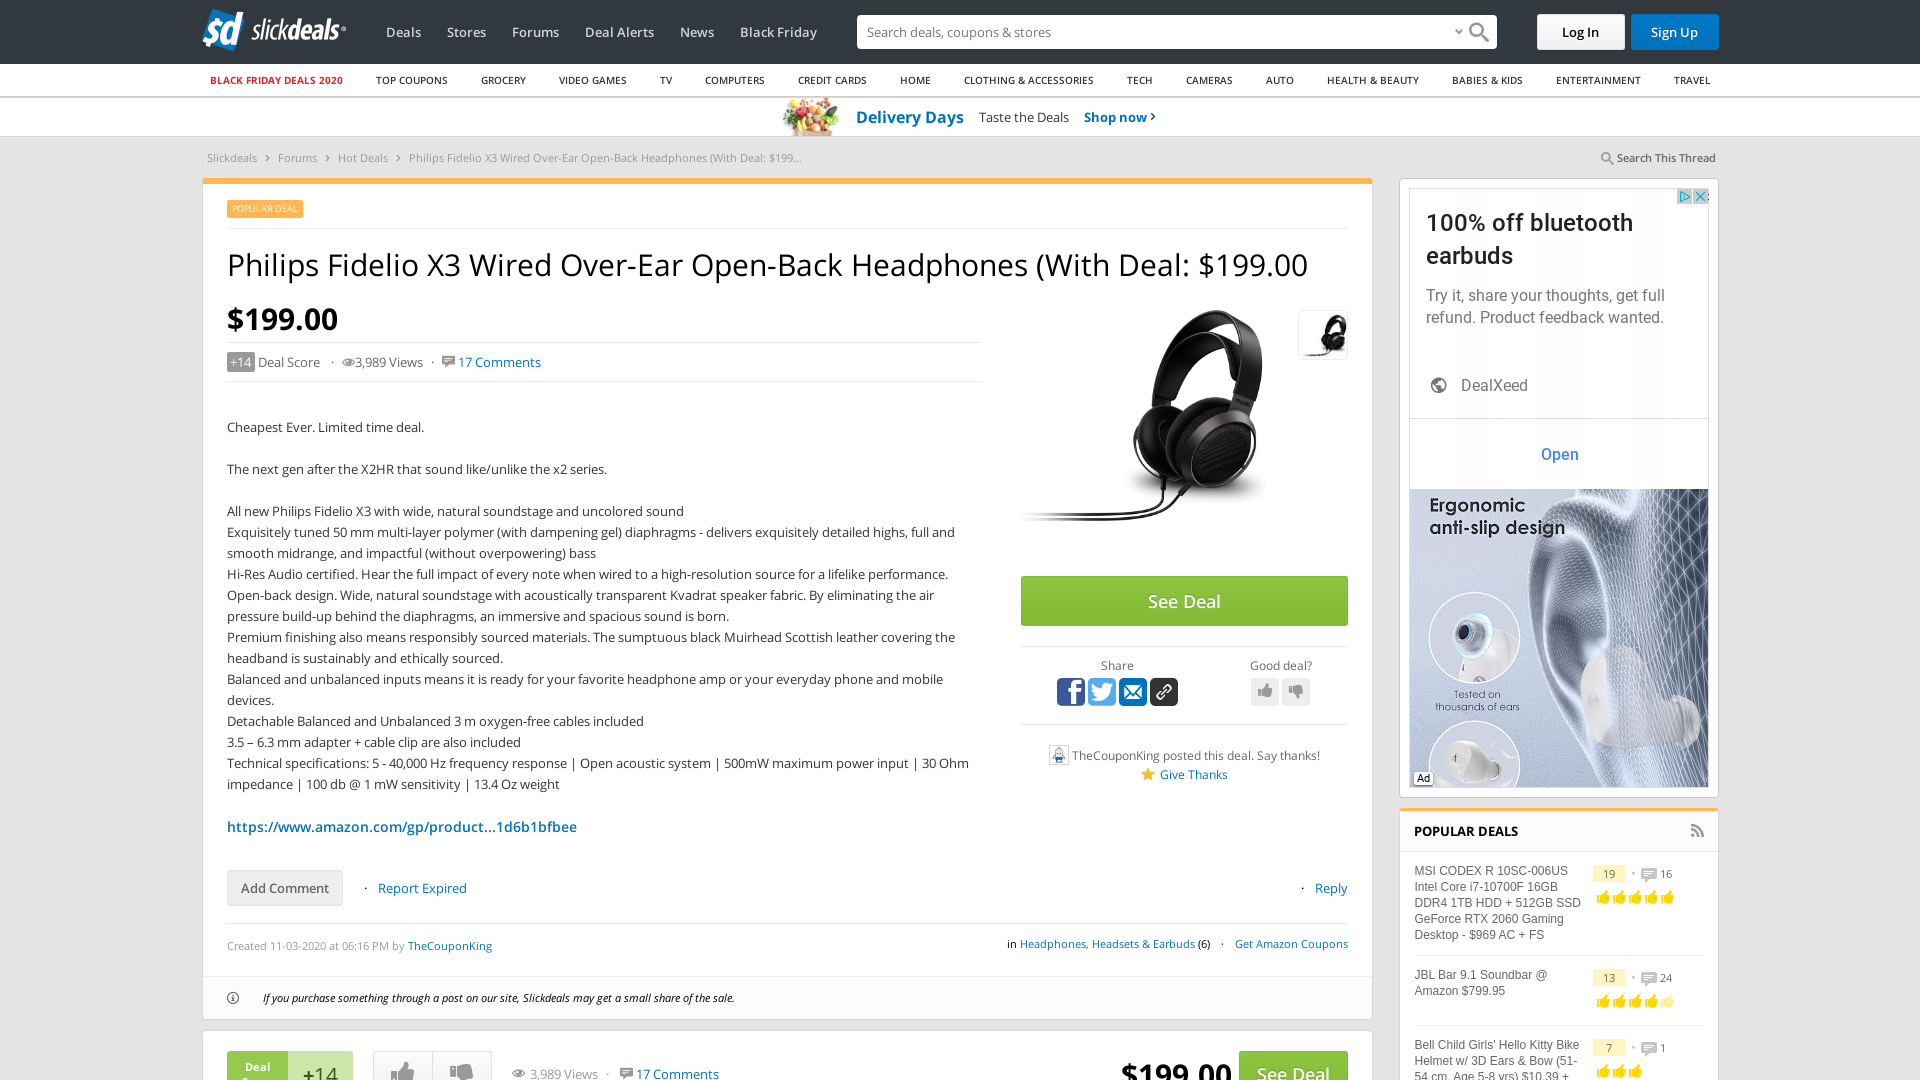 slickdeals
Deals Stores Forums Deal Alerts News Black Friday
Search deals, coupons & stores
Log In
Sign Up
BLACK FRIDAY DEALS 2020 TOP COUPONS GROCERY VIDEO GAMES TV COMPUTERS CREDIT CARDS HOME CLOTHING & ACCESSORIES TECH CAMERAS AUTO HEALTH & BEAUTY BABIES & KIDS ENTERTAINMENT TRAVEL
Delivery Days Taste the Deals Shop now
Slickdeals › Forums › Hot Deals › Philips Fidelio X3 Wired Over-Ear Open-Back Headphones (With Deal: $199...
Search This Thread
POPULAR DEAL
Philips Fidelio X3 Wired Over-Ear Open-Back Headphones (With Deal: $199.00
$199.00
+14 Deal Score · 3,989 Views · 17 Comments
Cheapest Ever. Limited time deal.
The next gen after the X2HR that sound like/unlike the x2 series.
All new Philips Fidelio X3 with wide, natural soundstage and uncolored sound
Exquisitely tuned 50 mm multi-layer polymer (with dampening gel) diaphragms - delivers exquisitely detailed highs, full and
smooth midrange, and impactful (without overpowering) bass
Hi-Res Audio certified. Hear the full impact of every note when wired to a high-resolution source for a lifelike performance.
Open-back design. Wide, natural soundstage with acoustically transparent Kvadrat speaker fabric. By eliminating the air
pressure build-up behind the diaphragms, an immersive and spacious sound is born.
Premium finishing also means responsibly sourced materials. The sumptuous black Muirhead Scottish leather covering the
headband is sustainably and ethically sourced.
Balanced and unbalanced inputs means it is ready for your favorite headphone amp or your everyday phone and mobile
devices.
Detachable Balanced and Unbalanced 3 m oxygen-free cables included
3.5 – 6.3 mm adapter + cable clip are also included
Technical specifications: 5 - 40,000 Hz frequency response | Open acoustic system | 500mW maximum power input | 30 Ohm
impedance | 100 db @ 1 mW sensitivity | 13.4 Oz weight
https://www.amazon.com/gp/product...1d6b1bfbee
See Deal
Share
Good deal?
TheCouponKing posted this deal. Say thanks!
Give Thanks
Add Comment · Report Expired
· Reply
Created 11-03-2020 at 06:16 PM by TheCouponKing
in Headphones, Headsets & Earbuds (6) · Get Amazon Coupons
If you purchase something through a post on our site, Slickdeals may get a small share of the sale.
Deal
+14
3,989 Views · 17 Comments
$199.00
See Deal
100% off bluetooth
earbuds
Try it, share your thoughts, get full
refund. Product feedback wanted.
DealXeed
Open
Ergonomic
anti-slip design
Tested on
thousands of ears
Ad
POPULAR DEALS
MSI CODEX R 10SC-006US
Intel Core i7-10700F 16GB
DDR4 1TB HDD + 512GB SSD
GeForce RTX 2060 Gaming
Desktop - $969 AC + FS
19 • 16
JBL Bar 9.1 Soundbar @
Amazon $799.95
13 • 24
Bell Child Girls' Hello Kitty Bike
Helmet w/ 3D Ears & Bow (51-
54 cm, Age 5-8 yrs) $10.39 +
7 • 1